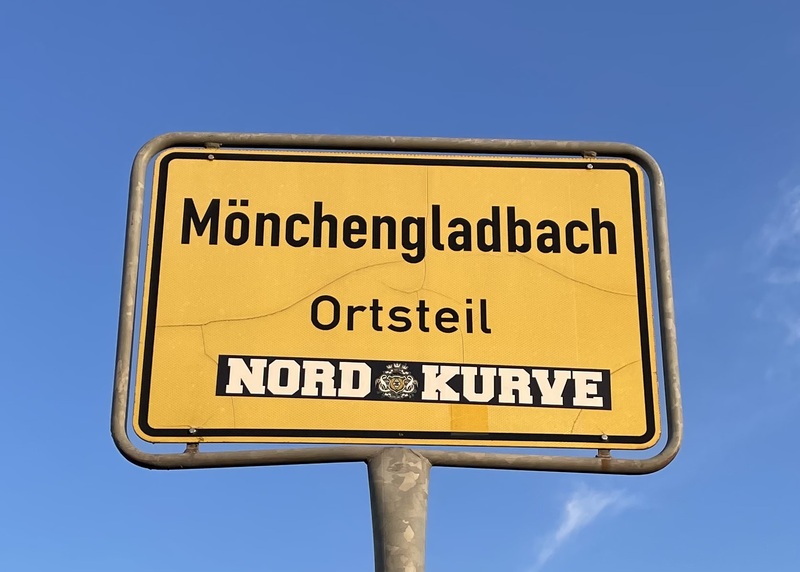 Mönchengladbach
Ortsteil
NORD KURVE